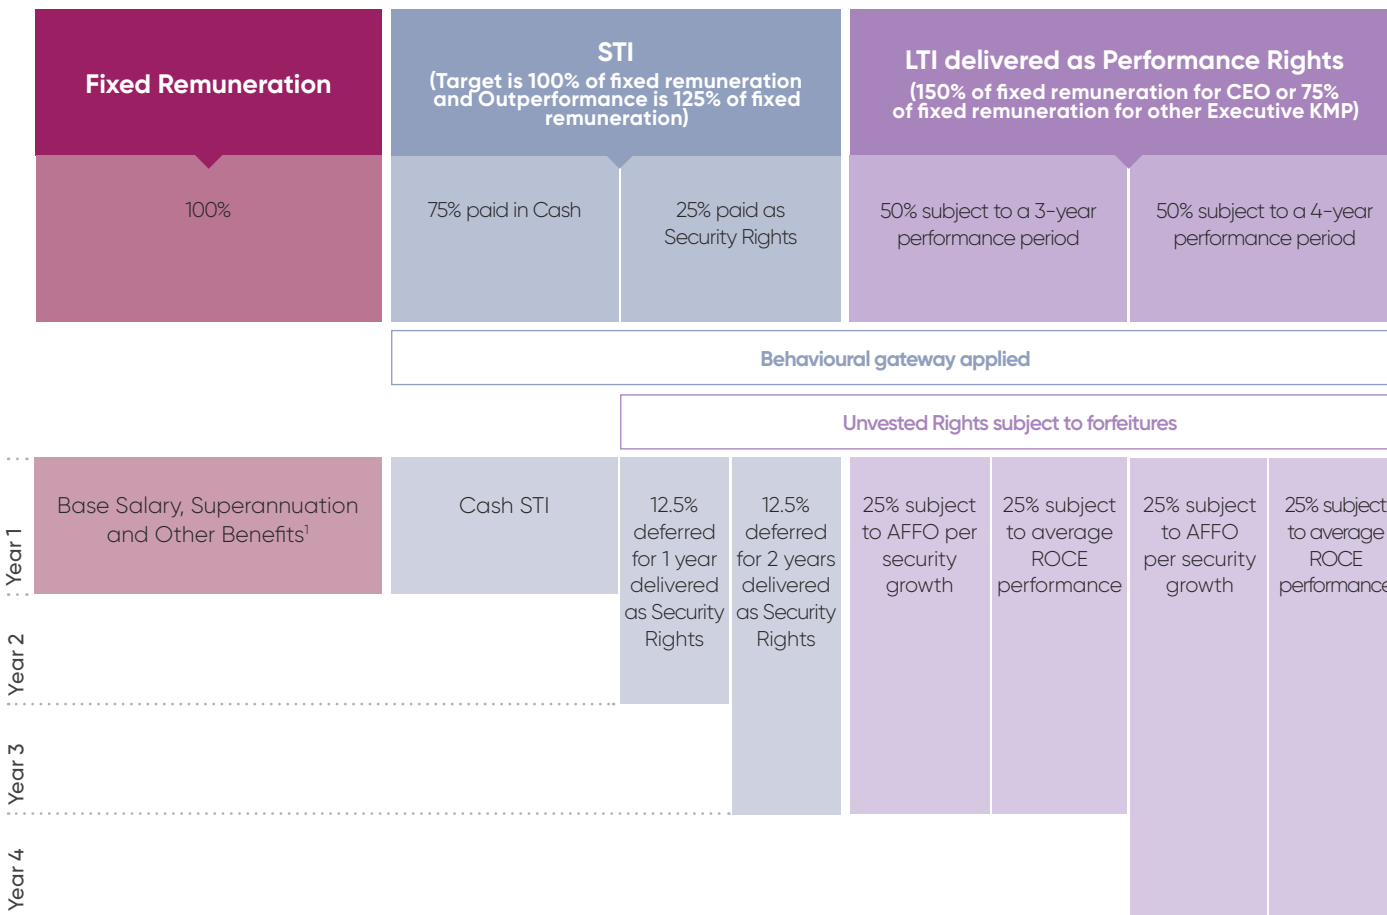 Fixed Remuneration
STI
(Target is 100% of fixed remuneration
and Outperformance is 125% of fixed
remuneration)
LTI delivered as Performance Rights
(150% of fixed remuneration for CEO or 75%
of fixed remuneration for other Executive KMP)
100%
75% paid in Cash
25% paid as
Security Rights
50% subject to a 3-year
performance period
50% subject to a 4-year
performance period
Behavioural gateway applied
Unvested Rights subject to forfeitures
Year 1
Base Salary, Superannuation
and Other Benefits¹
Cash STI
12.5%
deferred
for 1 year
delivered
as Security
Rights
12.5%
deferred
for 2 years
delivered
as Security
Rights
25% subject
to AFFO per
security
growth
25% subject
to average
ROCE
performance
25% subject
to AFFO
per security
growth
25% subject
to average
ROCE
performance
Year 2
Year 3
Year 4